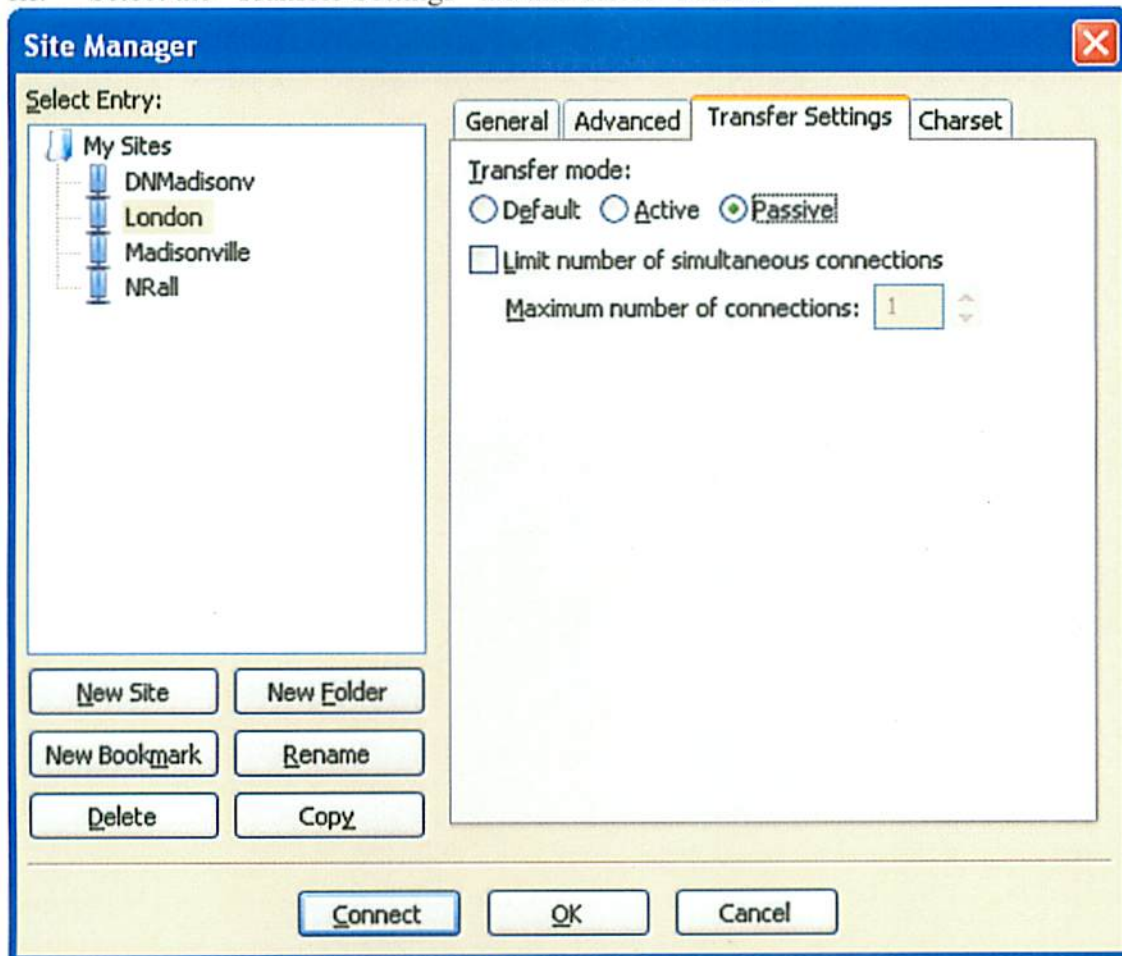 Site Manager
Select Entry:
My Sites
DNMadisonv
London
Madisonville
NRall
New Site
New Folder
New Bookmark
Rename
Delete
Copy
General
Advanced
Transfer Settings
Charset
Transfer mode:
Default
Active
Passive
Limit number of simultaneous connections
Maximum number of connections:
1
Connect
OK
Cancel